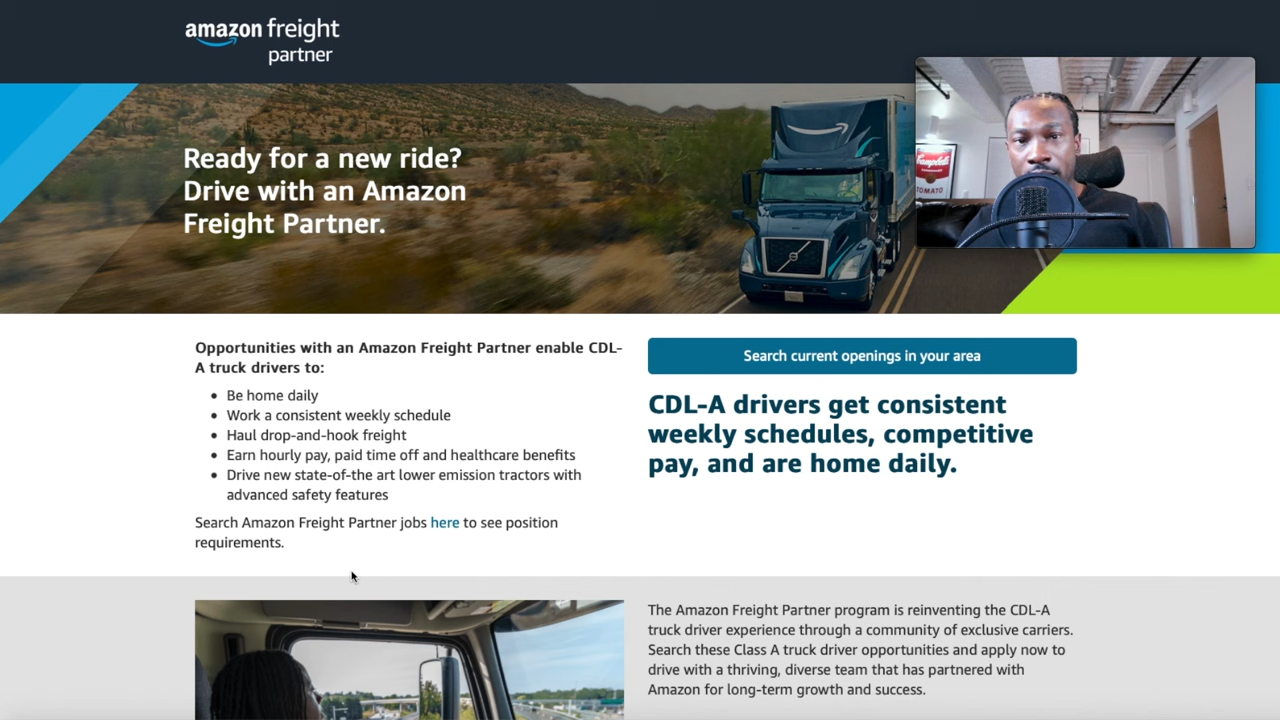 amazon freight
partner
Ready for a new ride?
Drive with an Amazon
Freight Partner.
Campbell's
TOMATO
Opportunities with an Amazon Freight Partner enable CDL-
A truck drivers to:
• Be home daily
• Work a consistent weekly schedule
• Haul drop-and-hook freight
• Earn hourly pay, paid time off and healthcare benefits
• Drive new state-of-the art lower emission tractors with
advanced safety features
Search Amazon Freight Partner jobs here to see position
requirements.
Search current openings in your area
CDL-A drivers get consistent
weekly schedules, competitive
pay, and are home daily.
The Amazon Freight Partner program is reinventing the CDL-A
truck driver experience through a community of exclusive carriers.
Search these Class A truck driver opportunities and apply now to
drive with a thriving, diverse team that has partnered with
Amazon for long-term growth and success.